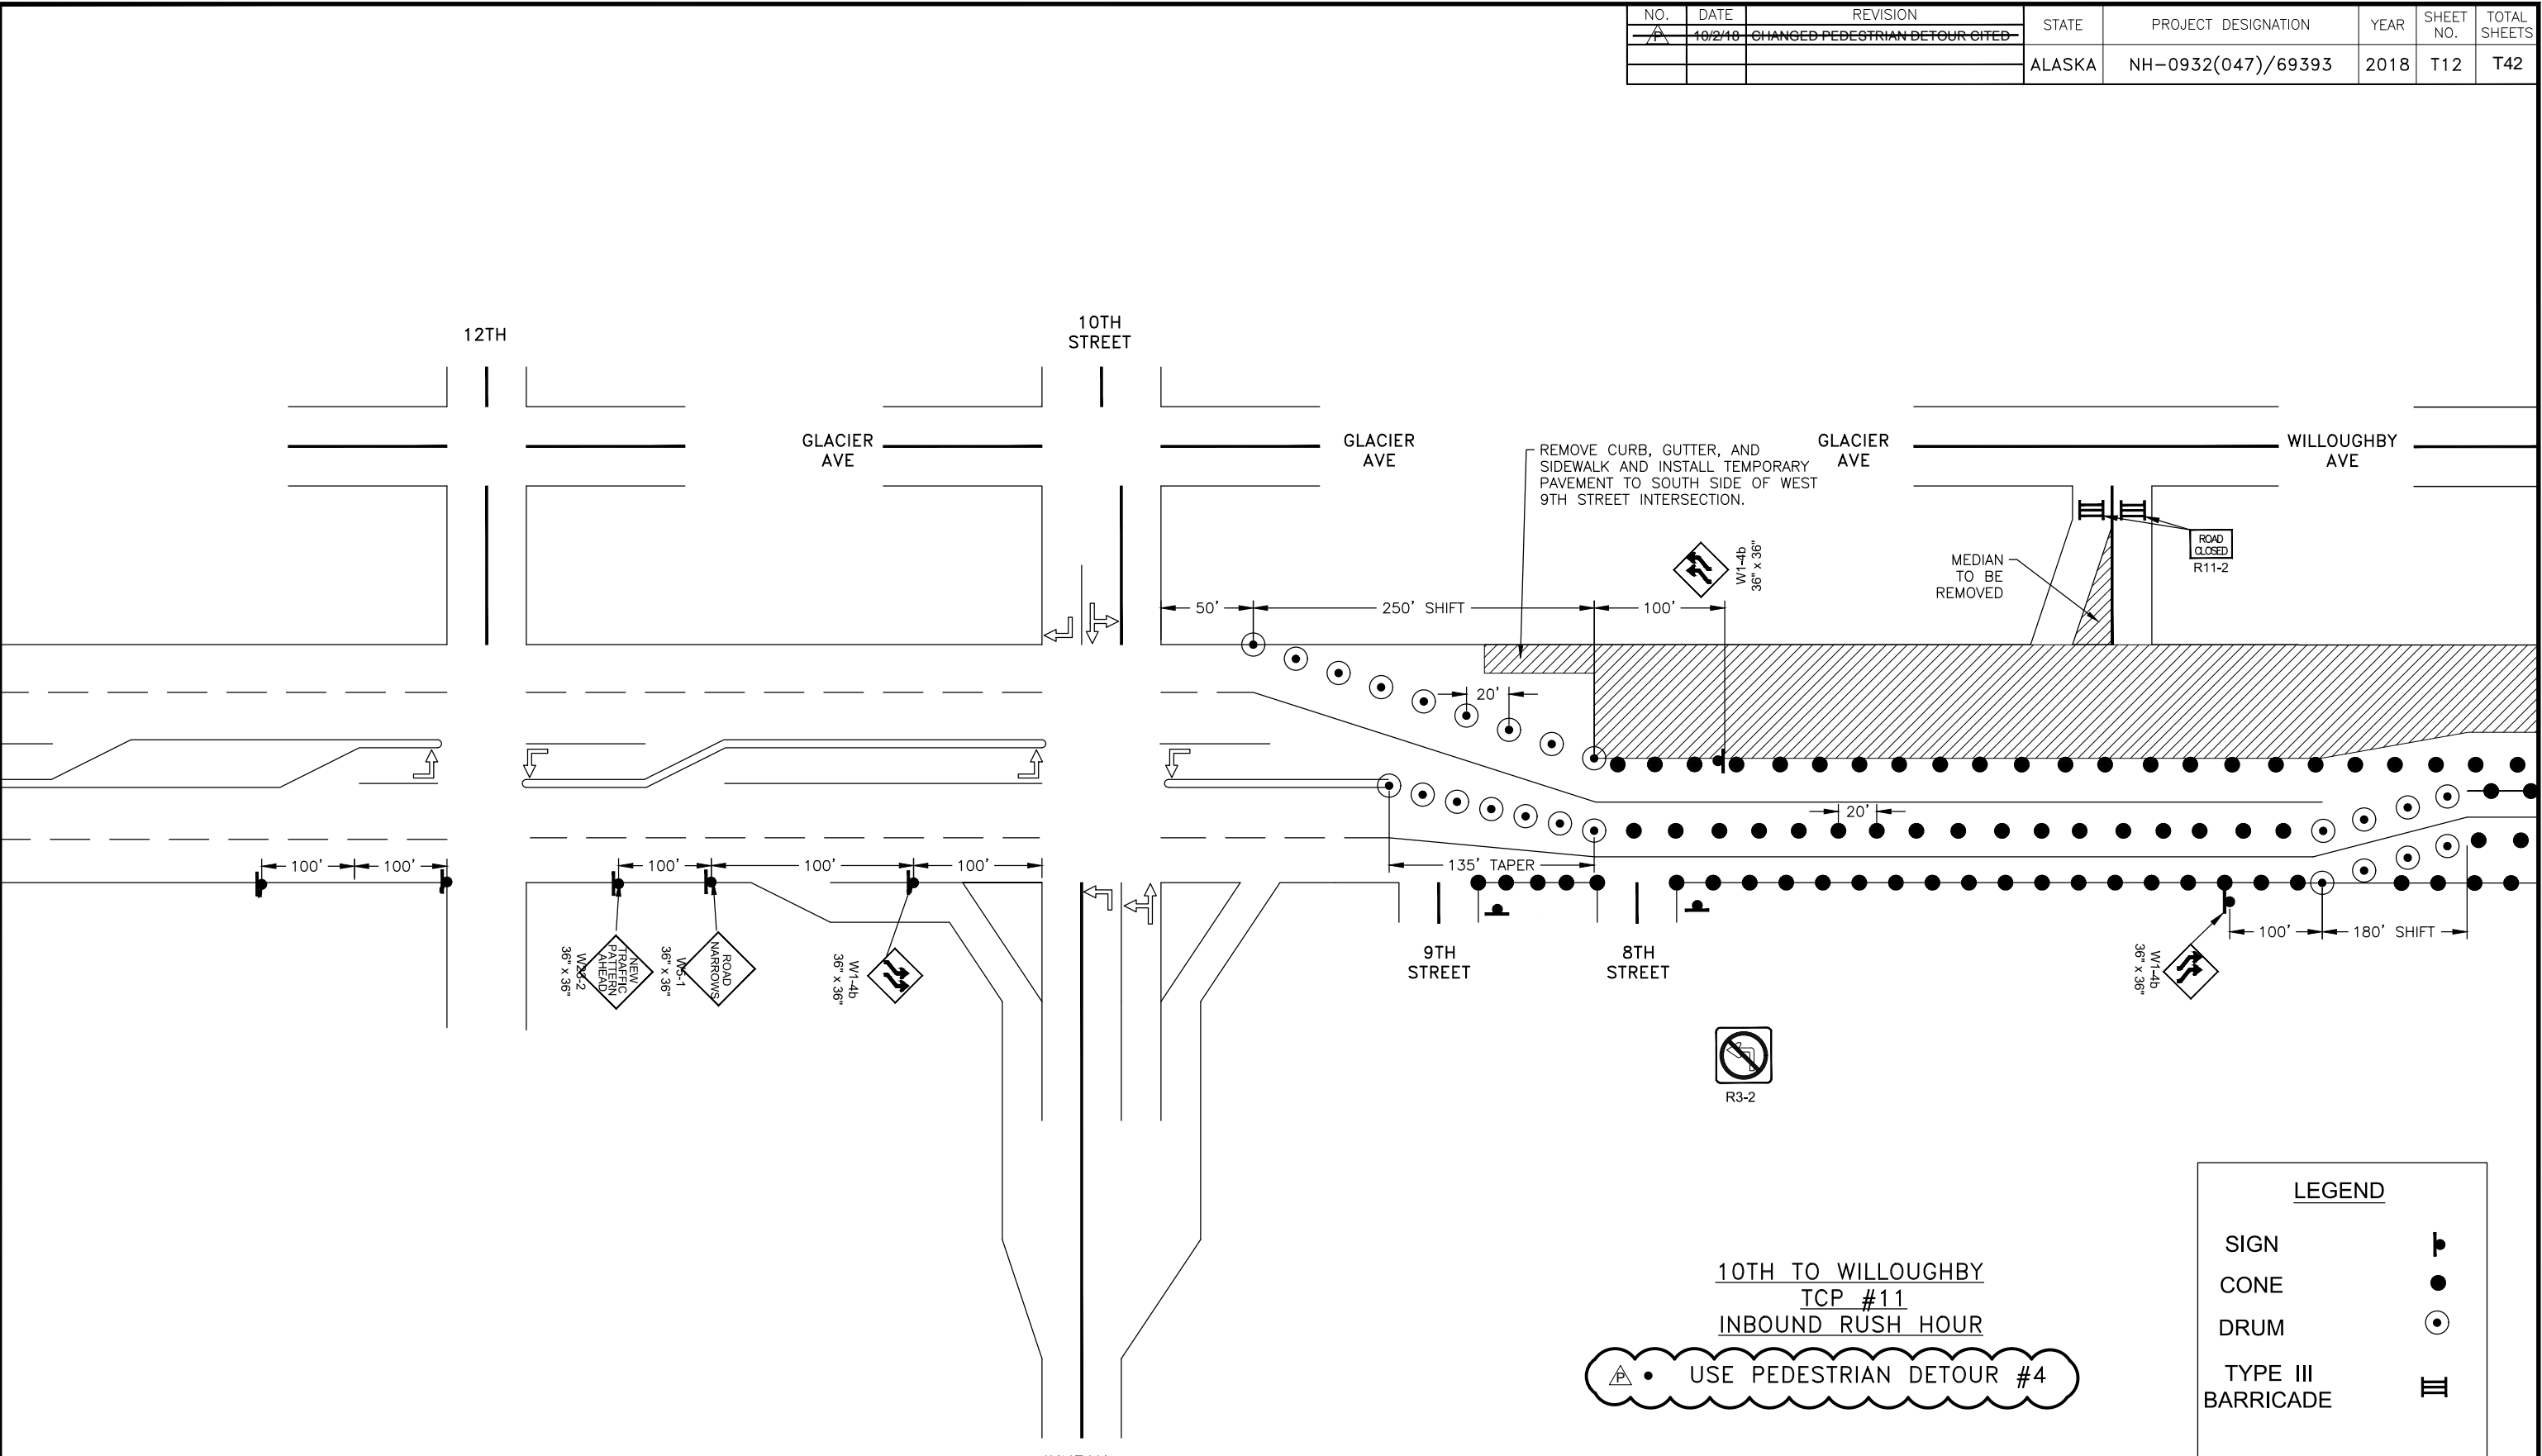 NO. DATE REVISION STATE PROJECT DESIGNATION YEAR SHEET NO. TOTAL SHEETS
P 10/2/18 CHANGED PEDESTRIAN DETOUR CITED
ALASKA NH-0932(047)/69393 2018 T12 T42
12TH
10TH
STREET
GLACIER
AVE
GLACIER
AVE
REMOVE CURB, GUTTER, AND
SIDEWALK AND INSTALL TEMPORARY
PAVEMENT TO SOUTH SIDE OF WEST
9TH STREET INTERSECTION.
GLACIER
AVE
WILLOUGHBY
AVE
ROAD
CLOSED
R11-2
MEDIAN
TO BE
REMOVED
W1-4b
36" x 36"
50'
250' SHIFT
100'
20'
20'
100'
100'
100'
100'
100'
135' TAPER
NEW
TRAFFIC
PATTERN
AHEAD
W23-2
36" x 36"
ROAD
NARROWS
W5-1
36" x 36"
W1-4b
36" x 36"
9TH
STREET
8TH
STREET
100'
180' SHIFT
W1-4b
36" x 36"
R3-2
10TH TO WILLOUGHBY
TCP #11
INBOUND RUSH HOUR
P • USE PEDESTRIAN DETOUR #4
LEGEND
SIGN
CONE
DRUM
TYPE III
BARRICADE